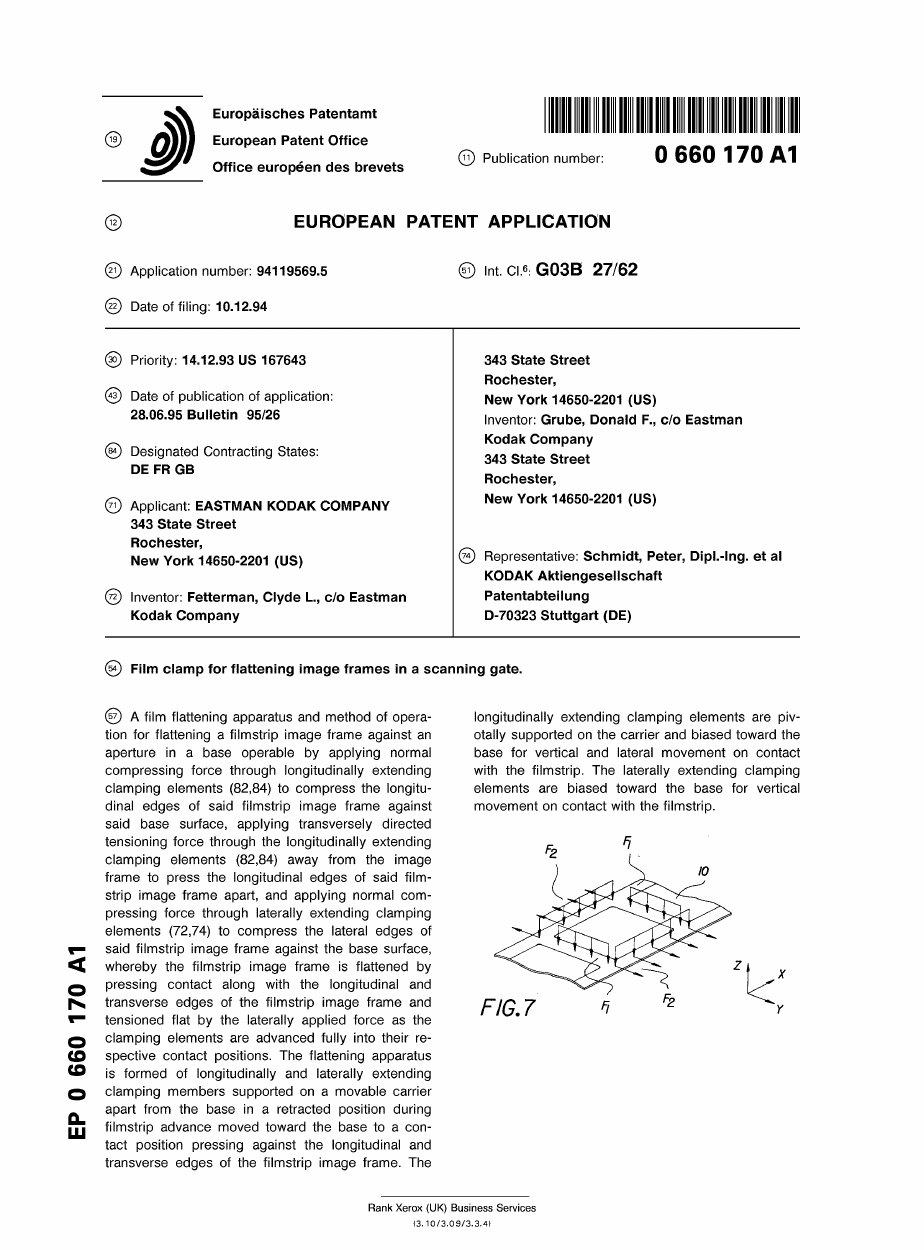 ⑲
Europäisches Patentamt
European Patent Office
Office européen des brevets
⑪ Publication number: 0 660 170 A1
⑫ EUROPEAN PATENT APPLICATION
㉑ Application number: 94119569.5
㉒ Date of filing: 10.12.94
㊿① Int. Cl.⁶: G03B 27/62
㉚ Priority: 14.12.93 US 167643
㊸ Date of publication of application:
28.06.95 Bulletin 95/26
84 Designated Contracting States:
DE FR GB
71 Applicant: EASTMAN KODAK COMPANY
343 State Street
Rochester,
New York 14650-2201 (US)
72 Inventor: Fetterman, Clyde L., c/o Eastman
Kodak Company
343 State Street
Rochester,
New York 14650-2201 (US)
Inventor: Grube, Donald F., c/o Eastman
Kodak Company
343 State Street
Rochester,
New York 14650-2201 (US)
74 Representative: Schmidt, Peter, Dipl.-Ing. et al
KODAK Aktiengesellschaft
Patentabteilung
D-70323 Stuttgart (DE)
54 Film clamp for flattening image frames in a scanning gate.
57 A film flattening apparatus and method of opera-
tion for flattening a filmstrip image frame against an
aperture in a base operable by applying normal
compressing force through longitudinally extending
clamping elements (82,84) to compress the longitu-
dinal edges of said filmstrip image frame against
said base surface, applying transversely directed
tensioning force through the longitudinally extending
clamping elements (82,84) away from the image
frame to press the longitudinal edges of said film-
strip image frame apart, and applying normal com-
pressing force through laterally extending clamping
elements (72,74) to compress the lateral edges of
said filmstrip image frame against the base surface,
whereby the filmstrip image frame is flattened by
pressing contact along with the longitudinal and
transverse edges of the filmstrip image frame and
tensioned flat by the laterally applied force as the
clamping elements are advanced fully into their re-
spective contact positions. The flattening apparatus
is formed of longitudinally and laterally extending
clamping members supported on a movable carrier
apart from the base in a retracted position during
filmstrip advance moved toward the base to a con-
tact position pressing against the longitudinal and
transverse edges of the filmstrip image frame. The
longitudinally extending clamping elements are piv-
otally supported on the carrier and biased toward the
base for vertical and lateral movement on contact
with the filmstrip. The laterally extending clamping
elements are biased toward the base for vertical
movement on contact with the filmstrip.
F2
F1
10
Z
X
Y
F1
F2
FIG.7
EP 0 660 170 A1
Rank Xerox (UK) Business Services
(3.10/3.09/3.3.4)